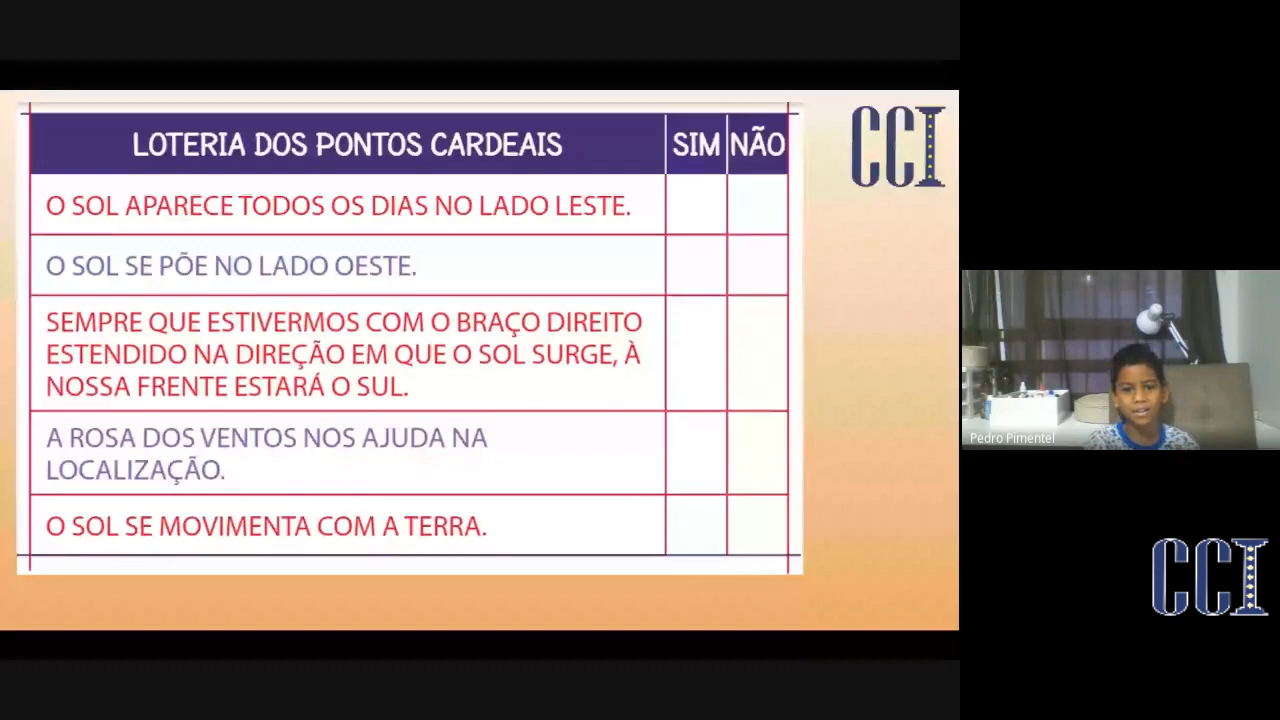 LOTERIA DOS PONTOS CARDEAIS SIM NÃO
O SOL APARECE TODOS OS DIAS NO LADO LESTE.
O SOL SE PÕE NO LADO OESTE.
SEMPRE QUE ESTIVERMOS COM O BRAÇO DIREITO
ESTENDIDO NA DIREÇÃO EM QUE O SOL SURGE, À
NOSSA FRENTE ESTARÁ O SUL.
A ROSA DOS VENTOS NOS AJUDA NA
LOCALIZAÇÃO.
O SOL SE MOVIMENTA COM A TERRA.
CCI
Pedro Pimentel
CCI